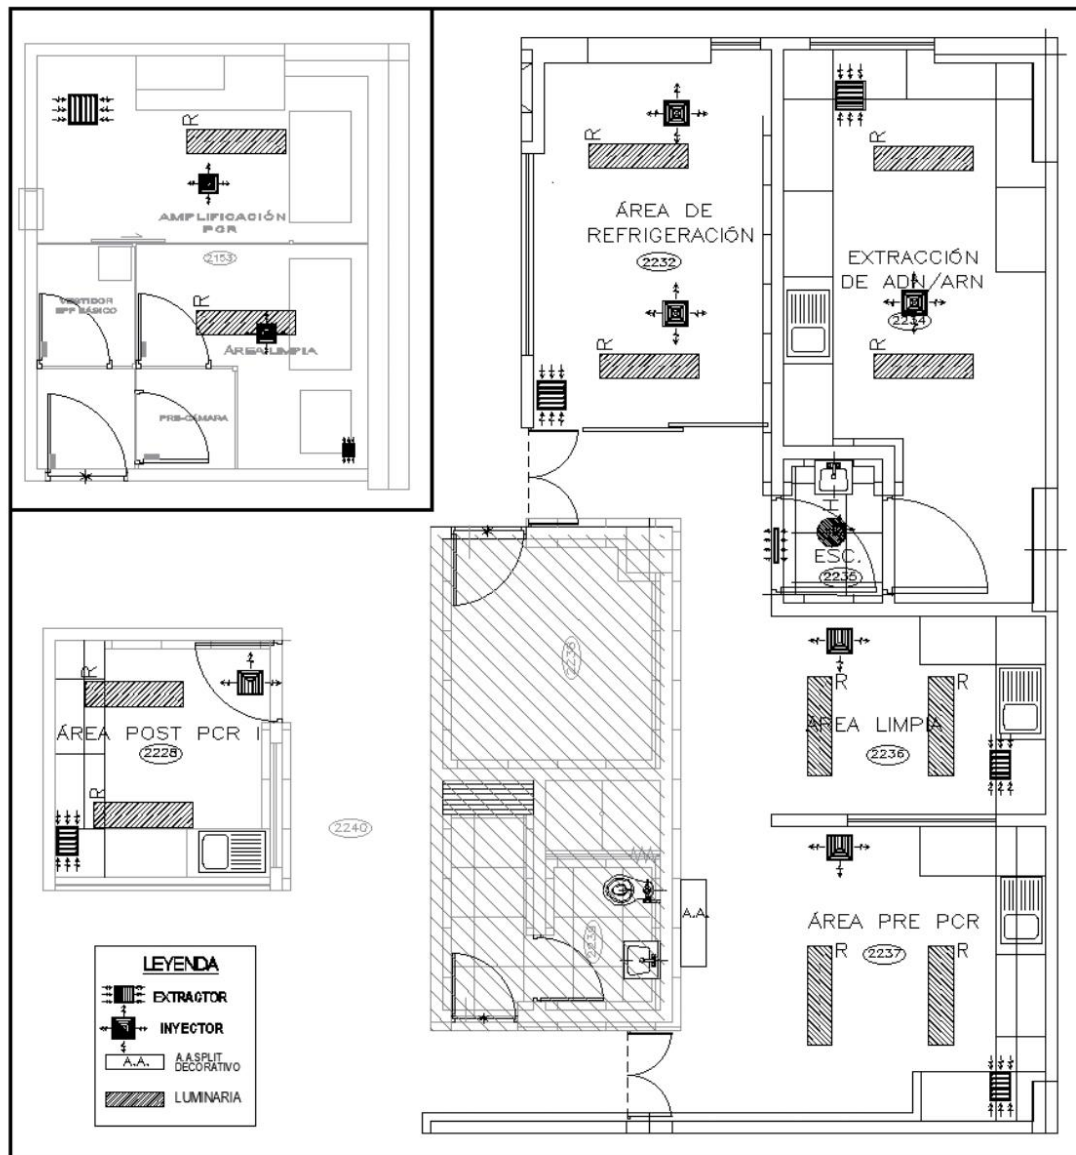 R
AMPLIFICACIÓN
PCR
2153
VESTIDOR
EPP BÁSICO
R
ÁREA LIMPIA
PRE-CÁMARA
R
ÁREA DE
REFRIGERACIÓN
2232
R
R
EXTRACCIÓN
DE ADN/ARN
2234
R
ESC.
2235
R
ÁREA POST PCR I
2228
R
2240
R
R
ÁREA LIMPIA
2236
A.A.
ÁREA PRE PCR
R
R
2237
LEYENDA
EXTRACTOR
INYECTOR
A.A.
A.A.SPLIT
DECORATIVO
LUMINARIA